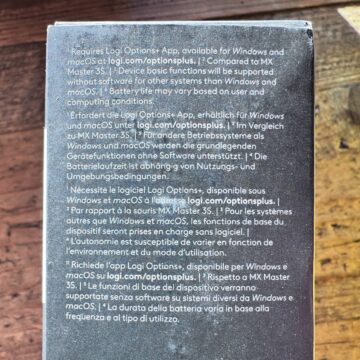 ¹ Requires Logi Options+ App, available for Windows and
macOS at logi.com/optionsplus. | ² Compared to MX
Master 3S. | ³ Device basic functions will be supported
without software for other systems than Windows and
macOS. | ⁴ Battery life may vary based on user and
computing conditions.
¹ Erfordert die Logi Options+ App, erhältlich für Windows
und macOS unter logi.com/optionsplus. | ² Im Vergleich
zu MX Master 3S. | ³ Für andere Betriebssysteme als
Windows und macOS werden die grundlegenden
Gerätefunktionen ohne Software unterstützt. | ⁴ Die
Batterielaufzeit ist abhängig von Nutzungs- und
Umgebungsbedingungen.
¹ Nécessite le logiciel Logi Options+, disponible sous
Windows et macOS à l'adresse logi.com/optionsplus. |
² Par rapport à la souris MX Master 3S. | ³ Pour les systèmes
autres que Windows et macOS, les fonctions de base du
dispositif seront prises en charge sans logiciel. |
⁴ L'autonomie est susceptible de varier en fonction de
l'environnement et du mode d'utilisation.
¹ Richiede l'app Logi Options+, disponibile per Windows e
macOS su logi.com/optionsplus. | ² Rispetto a MX Master
3S. | ³ Le funzioni di base del dispositivo verranno
supportate senza software su sistemi diversi da Windows e
macOS. | ⁴ La durata della batteria varia in base alla
frequenza e al tipo di utilizzo.